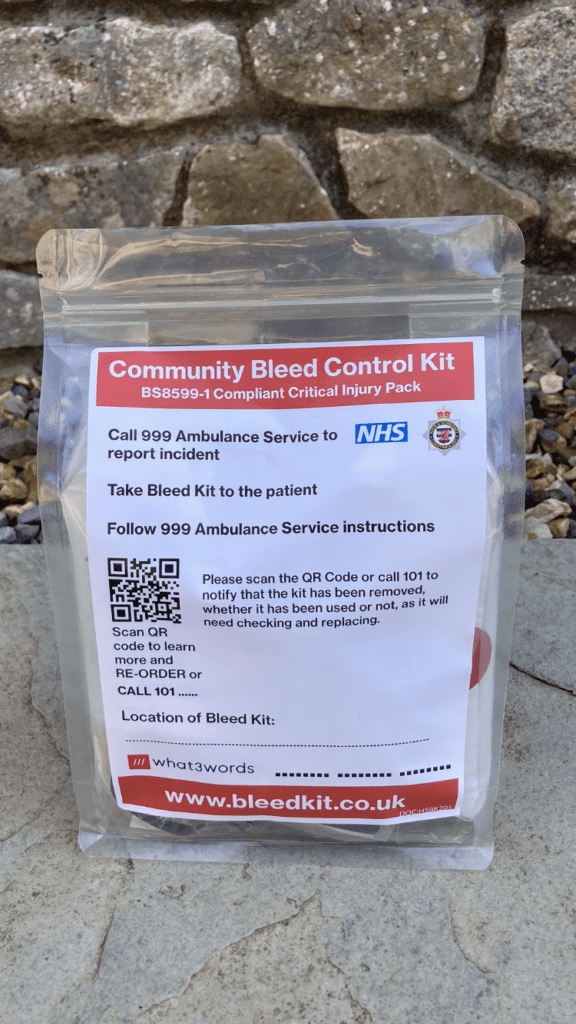 Community Bleed Control Kit
BS8599-1 Compliant Critical Injury Pack
Call 999 Ambulance Service to
report incident
NHS
Take Bleed Kit to the patient
Follow 999 Ambulance Service instructions
Please scan the QR Code or call 101 to
notify that the kit has been removed,
whether it has been used or not, as it will
need checking and replacing.
Scan QR
code to learn
more and
RE-ORDER or
CALL 101 ......
Location of Bleed Kit:
/// what3words
www.bleedkit.co.uk